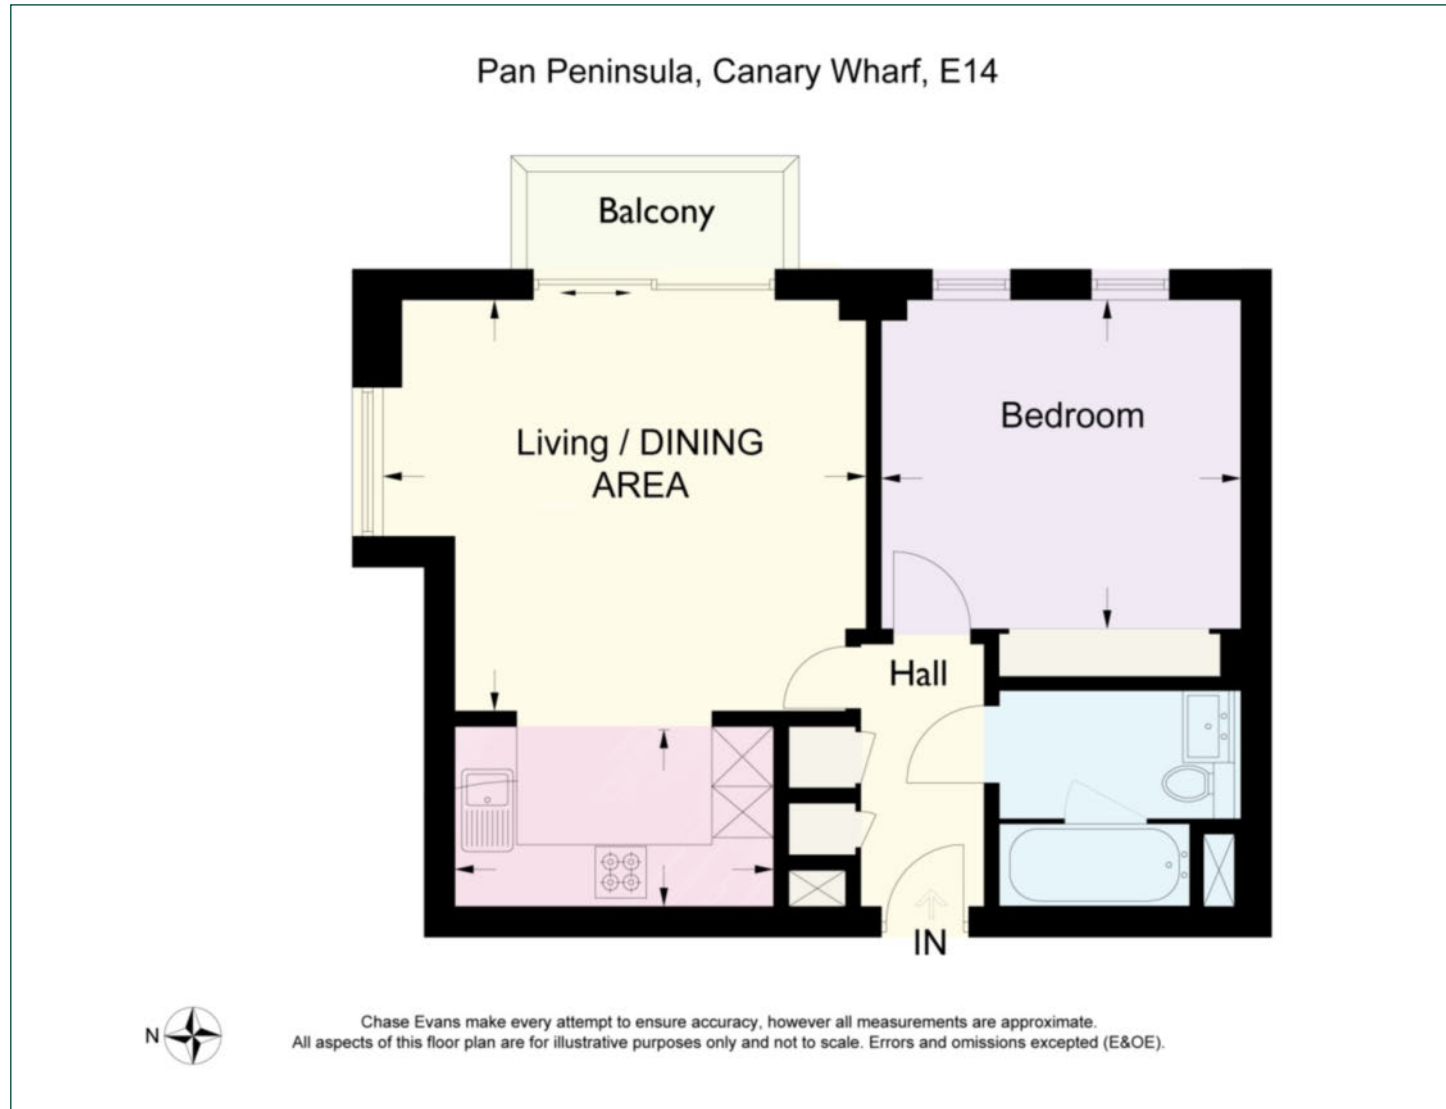 Pan Peninsula, Canary Wharf, E14
Balcony
Living / DINING
AREA
Bedroom
Hall
IN
N
Chase Evans make every attempt to ensure accuracy, however all measurements are approximate.
All aspects of this floor plan are for illustrative purposes only and not to scale. Errors and omissions excepted (E&OE).